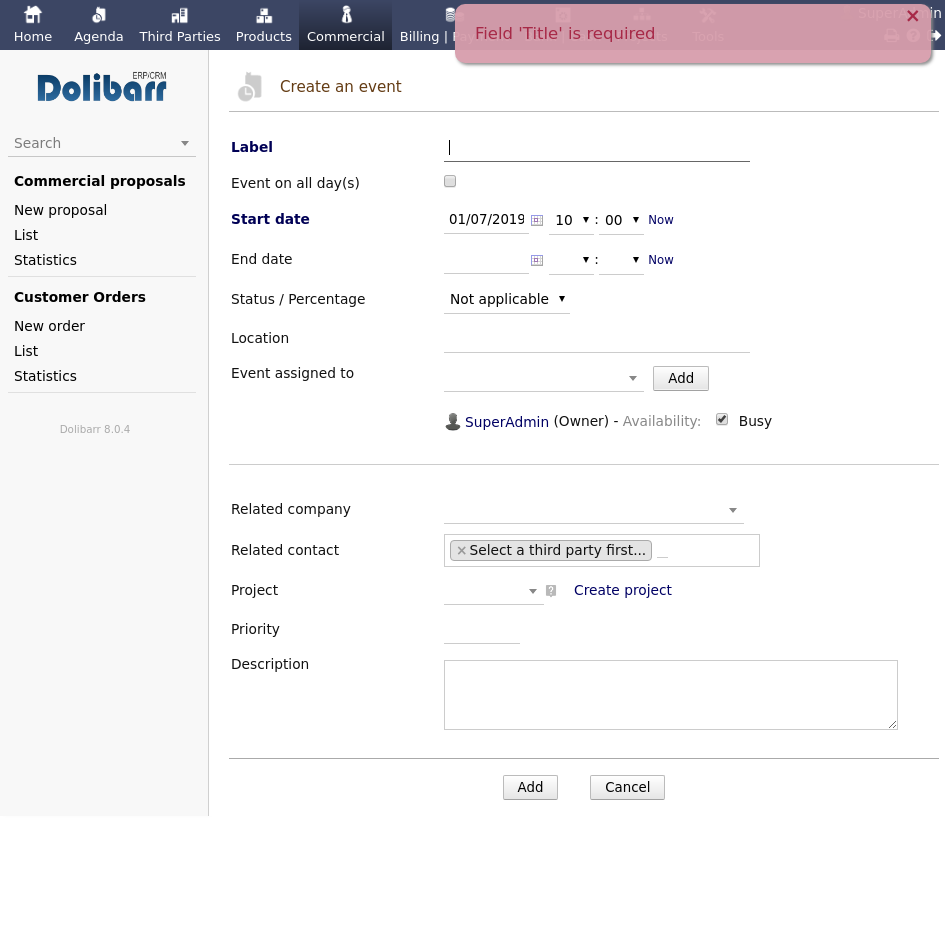 Home Agenda Third Parties Products Commercial Billing |
Field 'Title' is required
Dolibarr ERP/CRM
Search
Commercial proposals
New proposal
List
Statistics
Customer Orders
New order
List
Statistics
Dolibarr 8.0.4
Create an event
Label
Event on all day(s)
Start date 01/07/2019 10 : 00 Now
End date : Now
Status / Percentage Not applicable
Location
Event assigned to Add
SuperAdmin (Owner) - Availability: Busy
Related company
Related contact × Select a third party first...
Project ? Create project
Priority
Description
Add Cancel